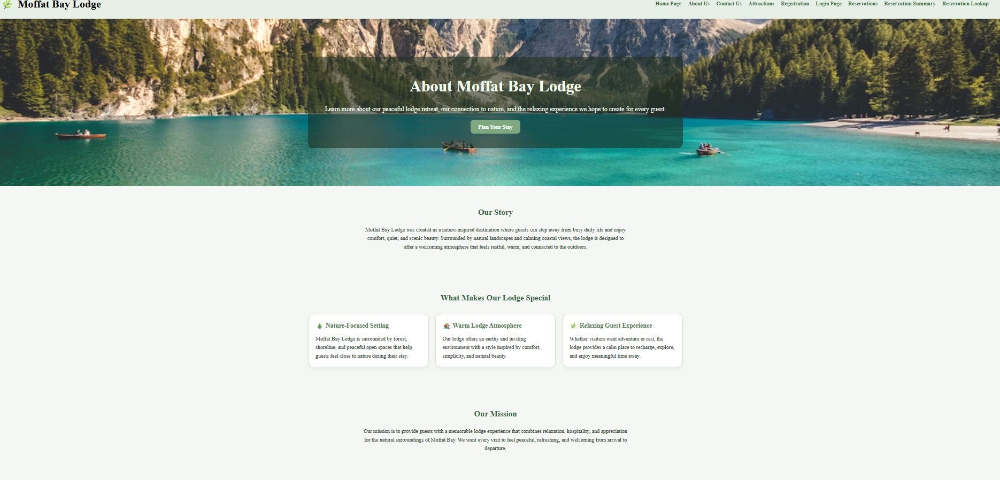 Moffat Bay Lodge
Home Page About Us Contact Us Attractions Registration Login Page Reservations Reservation Summary Reservation Lookup
About Moffat Bay Lodge
Learn more about our peaceful lodge retreat, our connection to nature, and the relaxing experience we hope to create for every guest.
Plan Your Stay
Our Story
Moffat Bay Lodge was created as a nature-inspired destination where guests can step away from busy daily life and enjoy
comfort, quiet, and scenic beauty. Surrounded by natural landscapes and calming coastal views, the lodge is designed to
offer a welcoming atmosphere that feels restful, warm, and connected to the outdoors.
What Makes Our Lodge Special
Nature-Focused Setting
Moffat Bay Lodge is surrounded by forest,
shoreline, and peaceful open spaces that help
guests feel close to nature during their stay.
Warm Lodge Atmosphere
Our lodge offers an earthy and inviting
environment with a style inspired by comfort,
simplicity, and natural beauty.
Relaxing Guest Experience
Whether visitors want adventure or rest, the
lodge provides a calm place to recharge, explore,
and enjoy meaningful time away.
Our Mission
Our mission is to provide guests with a memorable lodge experience that combines relaxation, hospitality, and appreciation
for the natural surroundings of Moffat Bay. We want every visit to feel peaceful, refreshing, and welcoming from arrival to
departure.